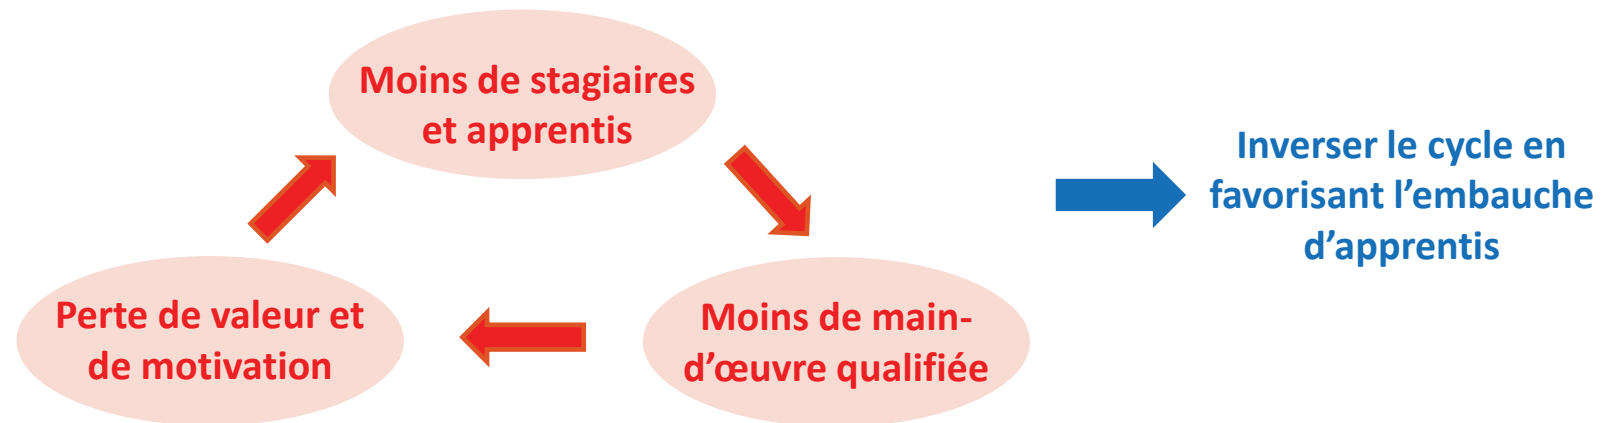 Moins de stagiaires
et apprentis
Inverser le cycle en
favorisant l’embauche
d’apprentis
Perte de valeur et
de motivation
Moins de main-
d’œuvre qualifiée